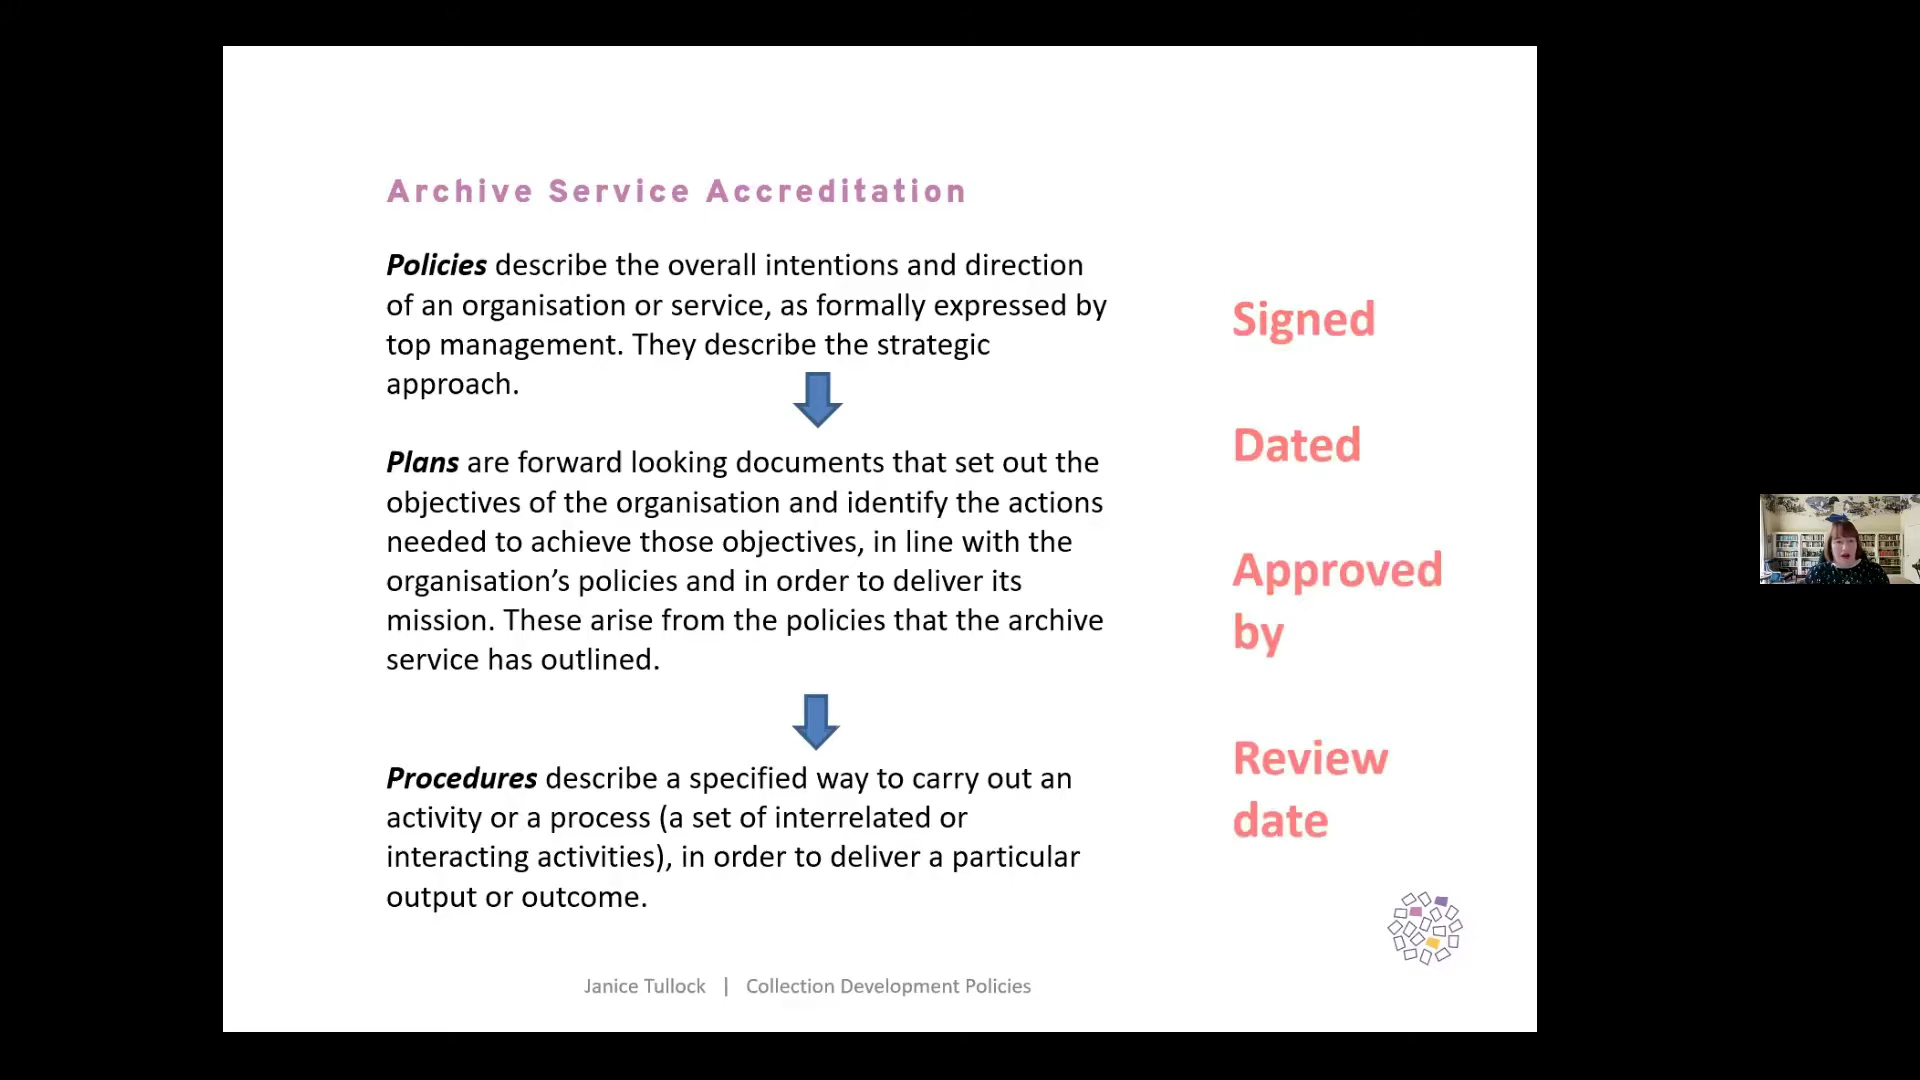 Archive Service Accreditation
Policies describe the overall intentions and direction
of an organisation or service, as formally expressed by
top management. They describe the strategic
approach.
Plans are forward looking documents that set out the
objectives of the organisation and identify the actions
needed to achieve those objectives, in line with the
organisation’s policies and in order to deliver its
mission. These arise from the policies that the archive
service has outlined.
Procedures describe a specified way to carry out an
activity or a process (a set of interrelated or
interacting activities), in order to deliver a particular
output or outcome.
Signed
Dated
Approved
by
Review
date
Janice Tullock | Collection Development Policies